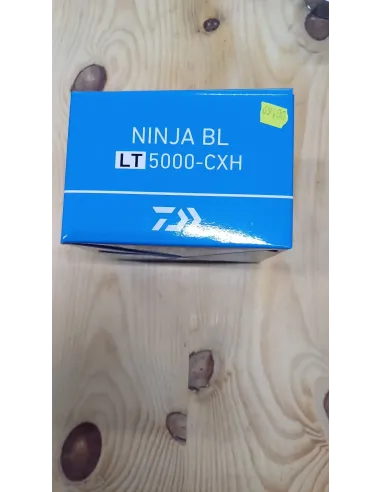 NINJA BL
LT 5000-CXH